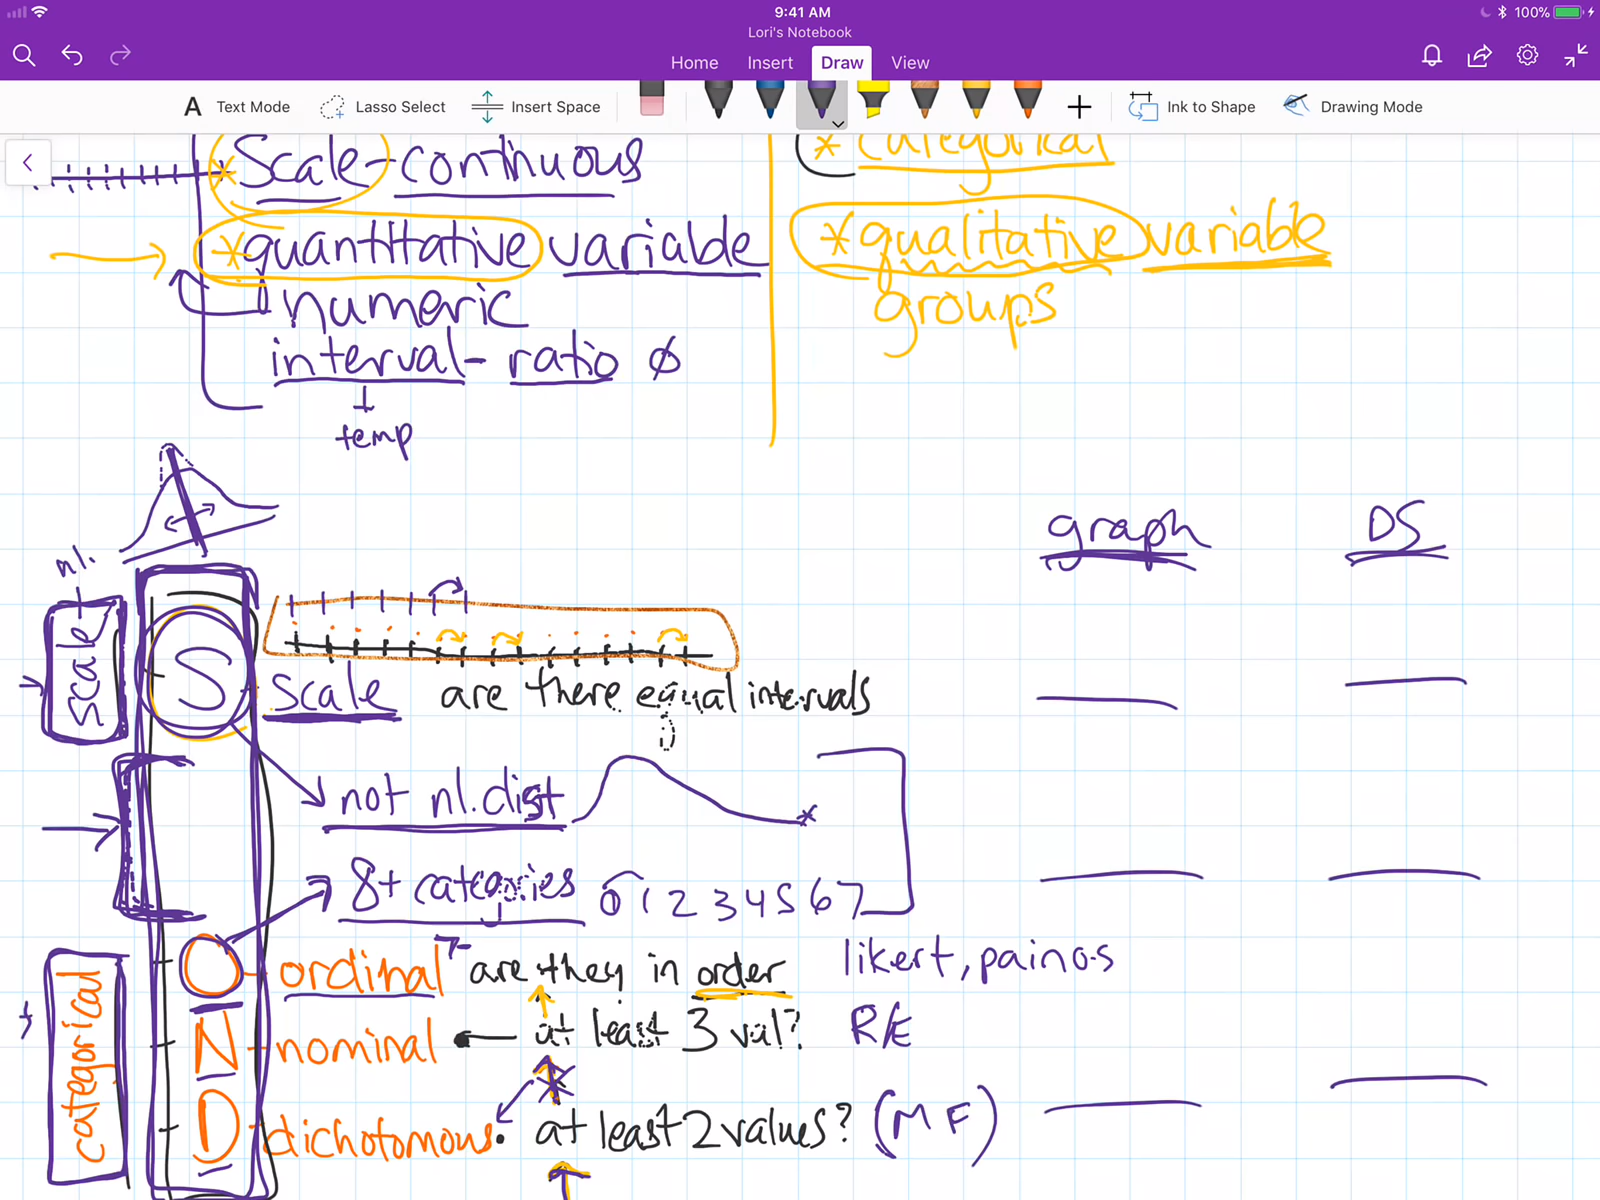 9:41 AM
100%
Lori's Notebook
Home Insert Draw View
A Text Mode Lasso Select Insert Space Ink to Shape Drawing Mode
*Scale-continuous
*categorical
*quantitative variable
*qualitative variable
numeric
groups
interval- ratio Ø
temp
graph DS
nl.
Scale
S
scale are there equal intervals
not nl. dist
8+ categories 0 1 2 3 4 5 6 7
categorical
O - ordinal are they in order likert, pain 0-5
N - nominal at least 3 val? R/E
D - dichotomous. at least 2 values? (M F)